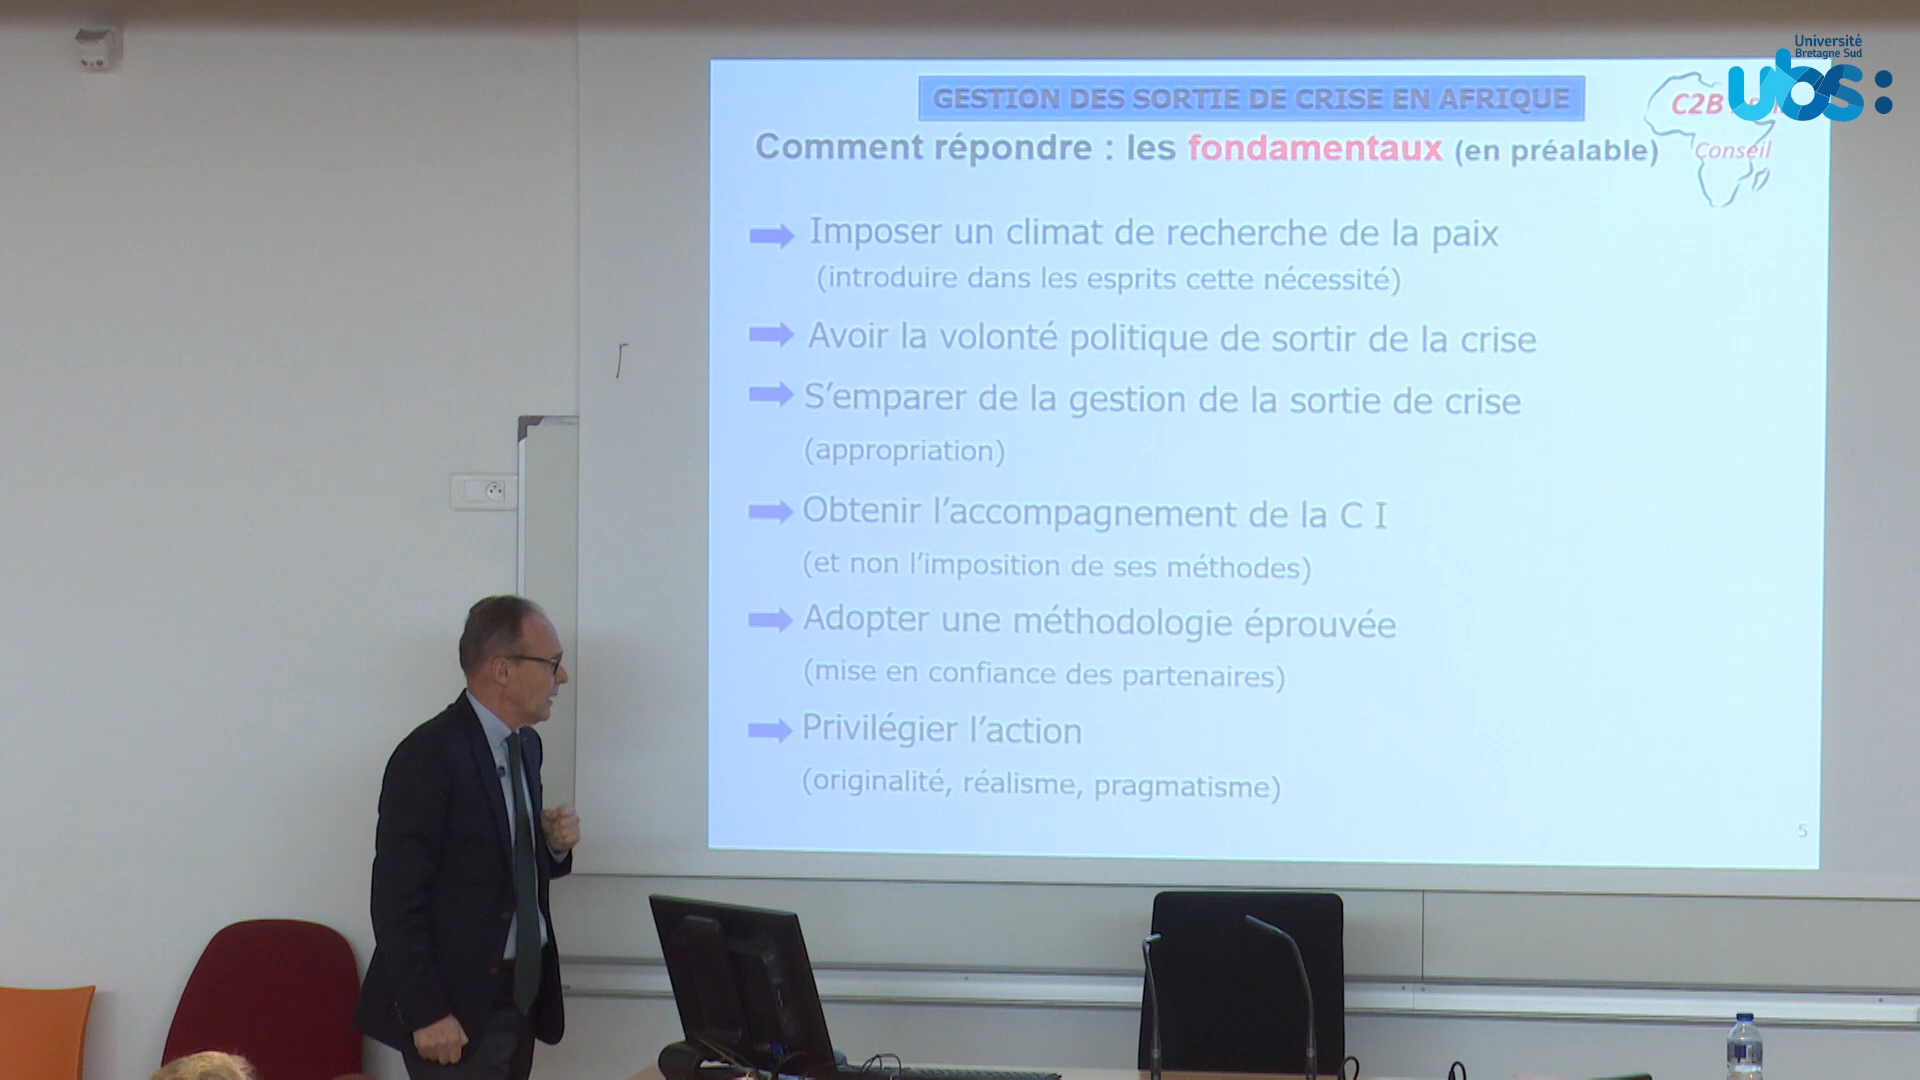 Université
Bretagne Sud
ubs:
GESTION DES SORTIE DE CRISE EN AFRIQUE
C2B
Conseil
Comment répondre : les fondamentaux (en préalable)
Imposer un climat de recherche de la paix
(introduire dans les esprits cette nécessité)
Avoir la volonté politique de sortir de la crise
S'emparer de la gestion de la sortie de crise
(appropriation)
Obtenir l'accompagnement de la C I
(et non l'imposition de ses méthodes)
Adopter une méthodologie éprouvée
(mise en confiance des partenaires)
Privilégier l'action
(originalité, réalisme, pragmatisme)
5